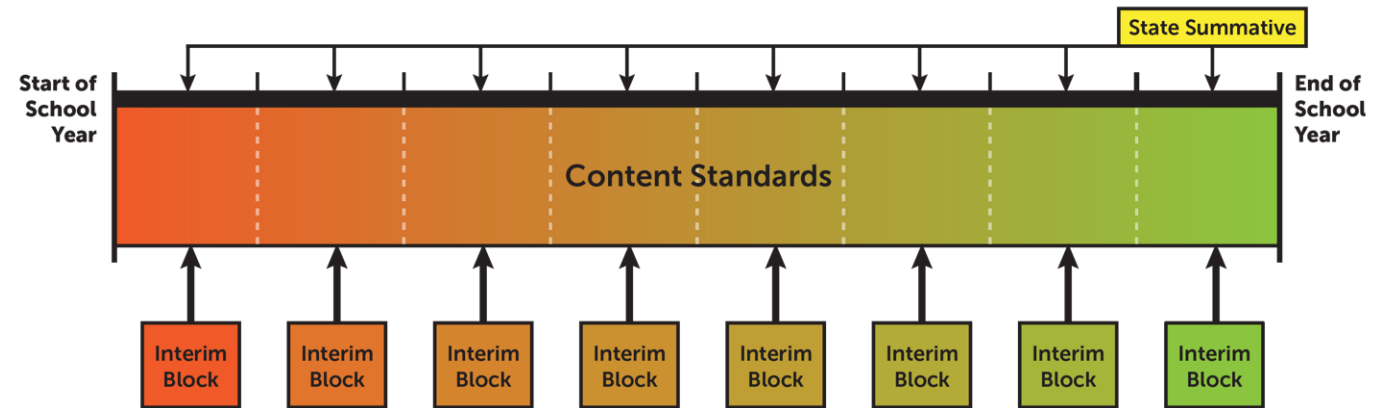 State Summative
Start of
School
Year
End of
School
Year
Content Standards
Interim
Block
Interim
Block
Interim
Block
Interim
Block
Interim
Block
Interim
Block
Interim
Block
Interim
Block